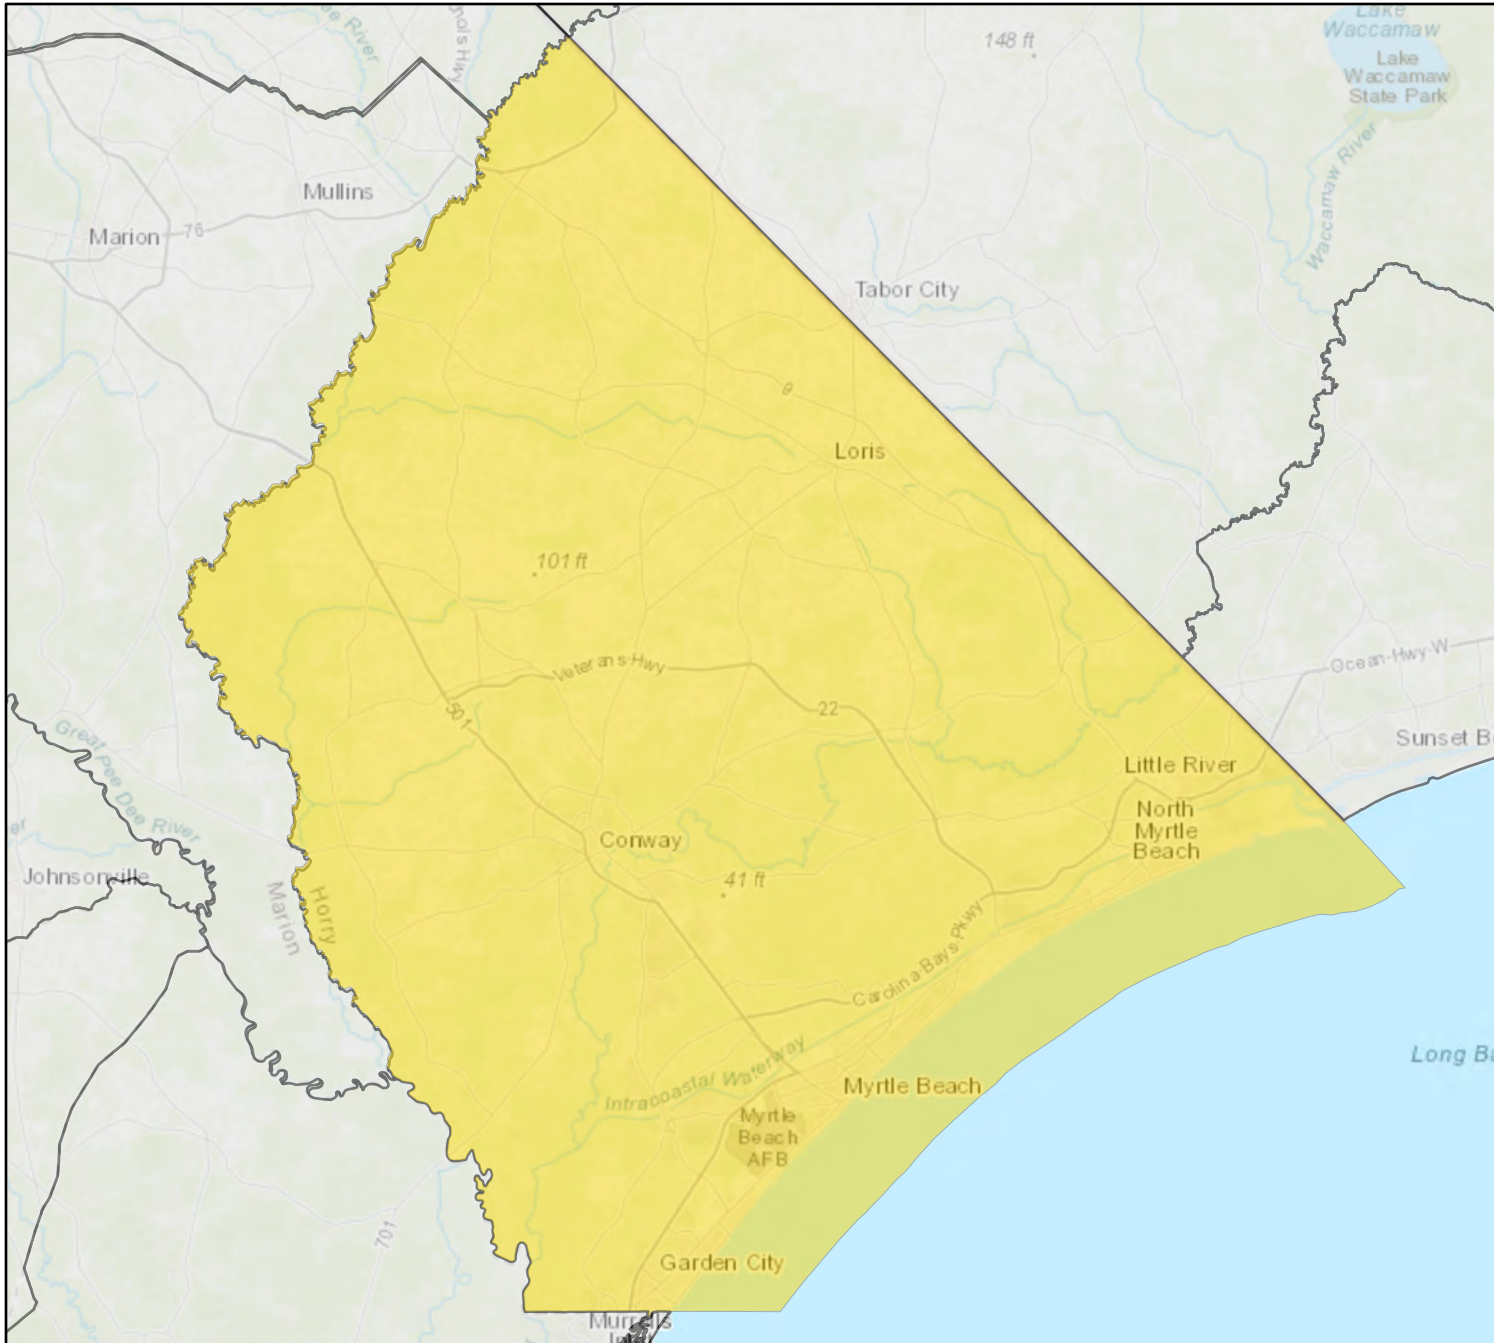 Lake
Waccamaw
148 ft
Lake
Waccamaw
State Park
Waccamaw River
Mullins
Marion
76
Tabor City
9
Loris
101 ft
Veterans Hwy
22
501
Ocean Hwy W
Sunset B
Little River
North
Myrtle
Beach
Great Pee Dee River
Conway
41 ft
Johnsonville
Horry
Marion
Carolina Bays Pkwy
Intracoastal Waterway
Long Ba
Myrtle Beach
Myrtle
Beach
AFB
701
Garden City
Murrells